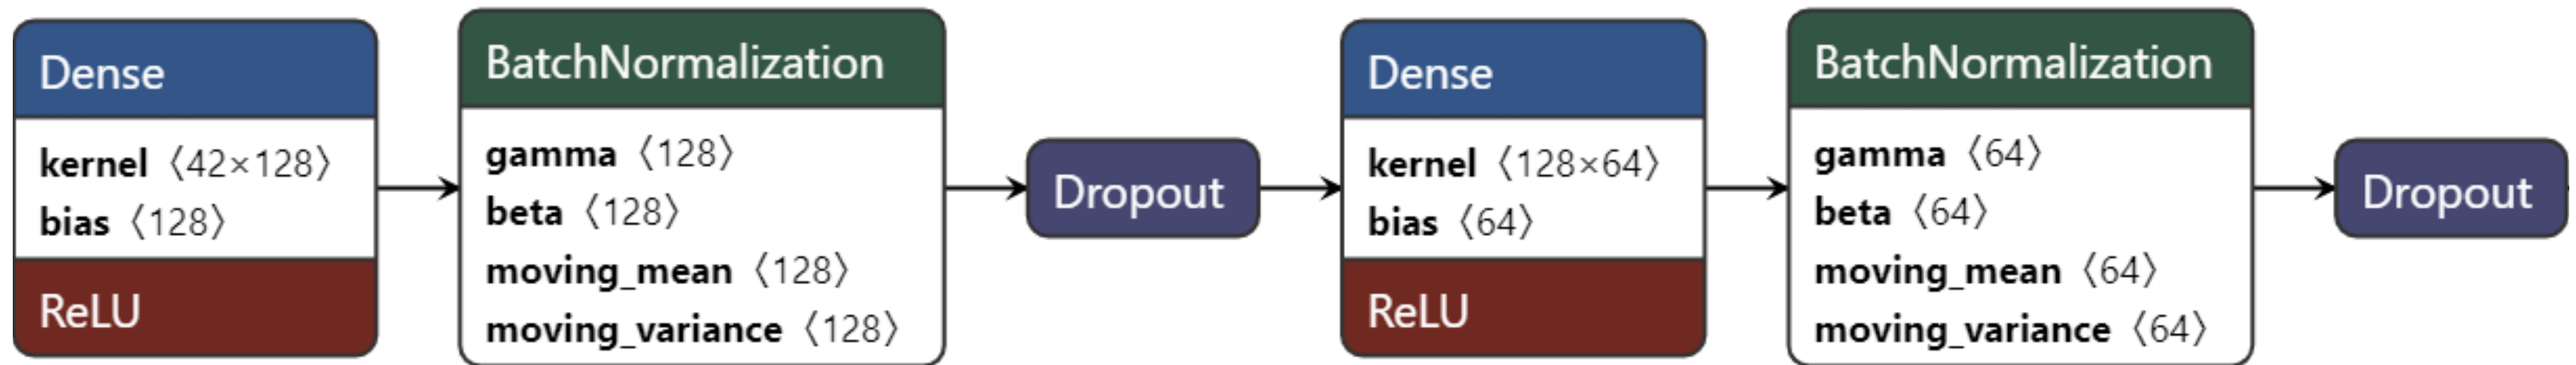 Dense
kernel 〈42×128〉
bias 〈128〉
ReLU
BatchNormalization
gamma 〈128〉
beta 〈128〉
moving_mean 〈128〉
moving_variance 〈128〉
Dropout
Dense
kernel 〈128×64〉
bias 〈64〉
ReLU
BatchNormalization
gamma 〈64〉
beta 〈64〉
moving_mean 〈64〉
moving_variance 〈64〉
Dropout